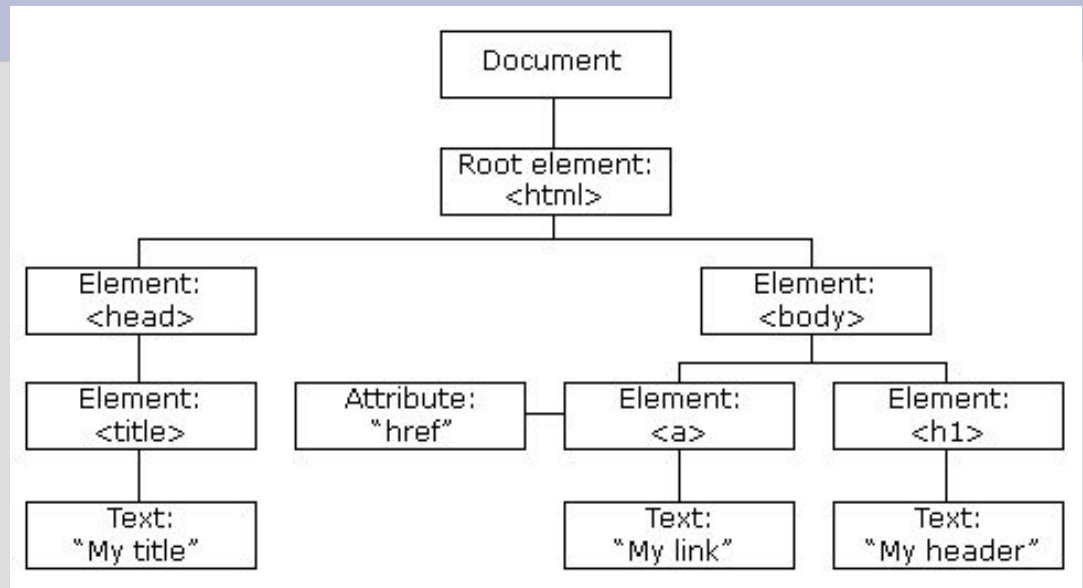 Document
Root element:
<html>
Element:
<head>
Element:
<body>
Element:
<title>
Attribute:
“href”
Element:
<a>
Element:
<h1>
Text:
“My title”
Text:
“My link”
Text:
“My header”